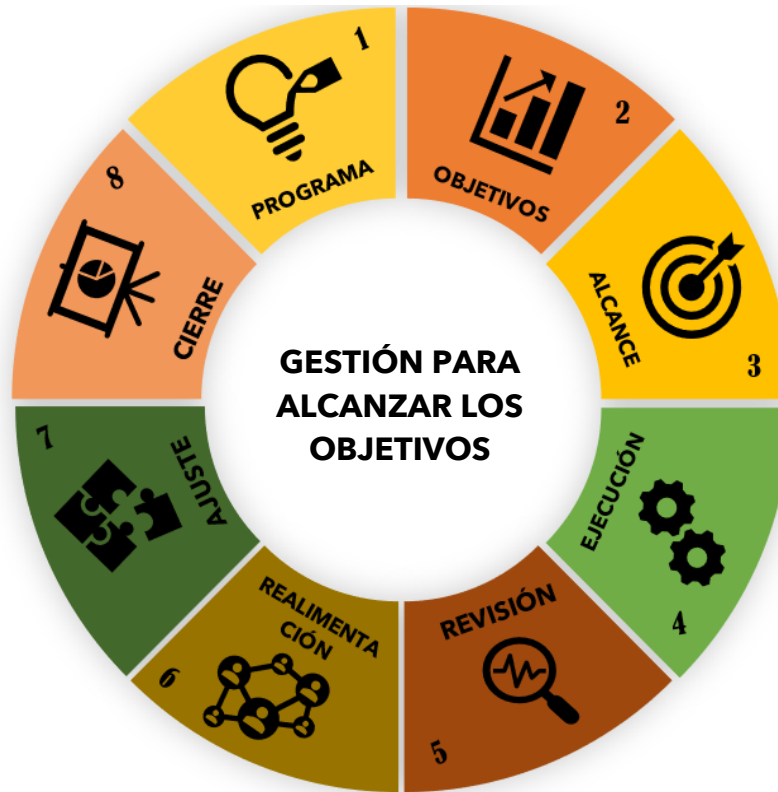 1
PROGRAMA
2
OBJETIVOS
ALCANCE
3
EJECUCIÓN
4
REVISIÓN
5
REALIMENTA
CIÓN
6
7
AJUSTE
8
CIERRE
GESTIÓN PARA
ALCANZAR LOS
OBJETIVOS